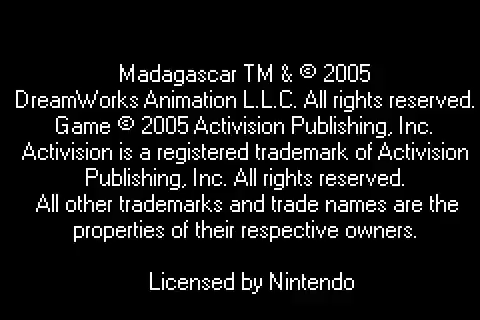 Madagascar TM & © 2005
DreamWorks Animation L.L.C. All rights reserved.
Game © 2005 Activision Publishing, Inc.
Activision is a registered trademark of Activision
Publishing, Inc. All rights reserved.
All other trademarks and trade names are the
properties of their respective owners.
Licensed by Nintendo